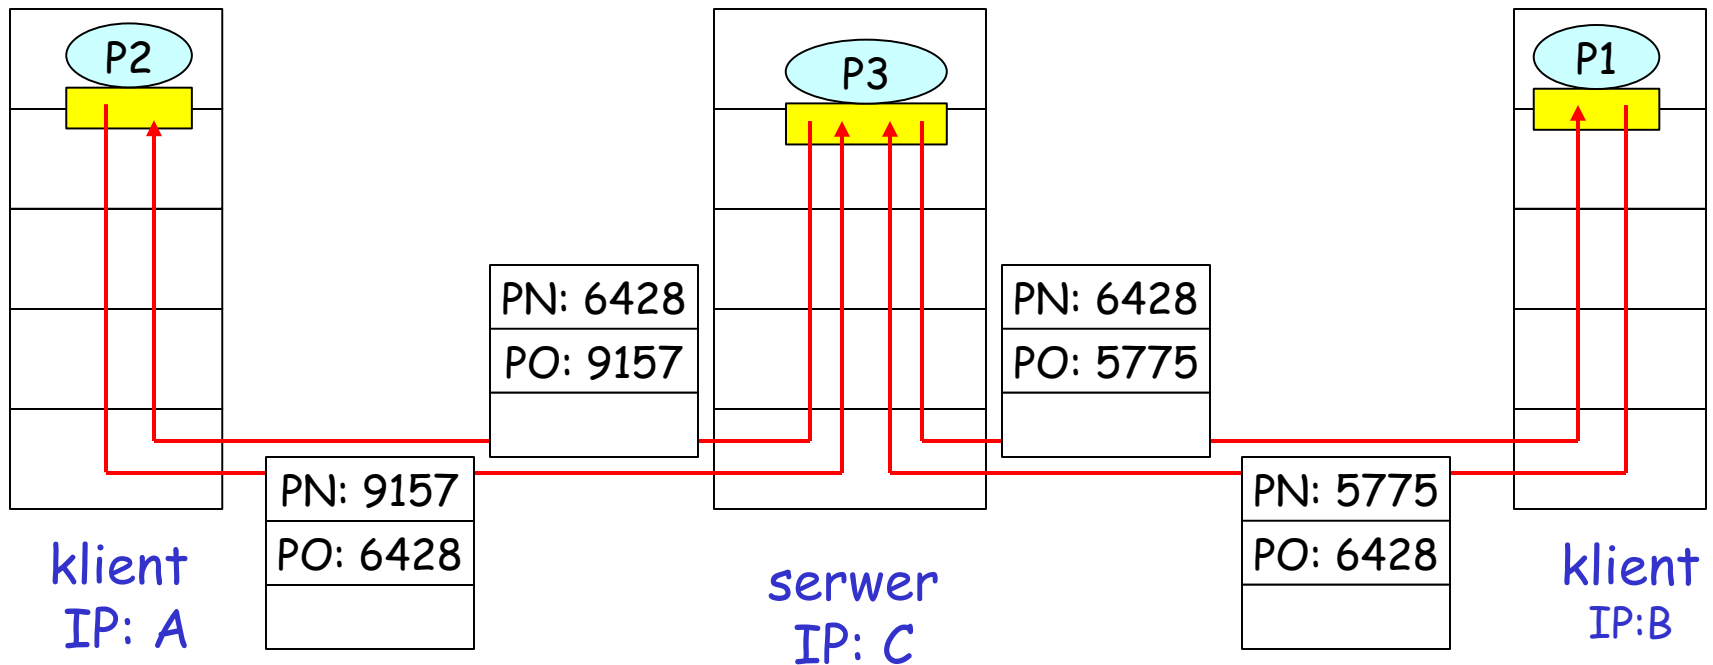 P2
P3
P1
PN: 6428
PO: 9157
PN: 6428
PO: 5775
PN: 9157
PO: 6428
PN: 5775
PO: 6428
klient
IP: A
serwer
IP: C
klient
IP:B